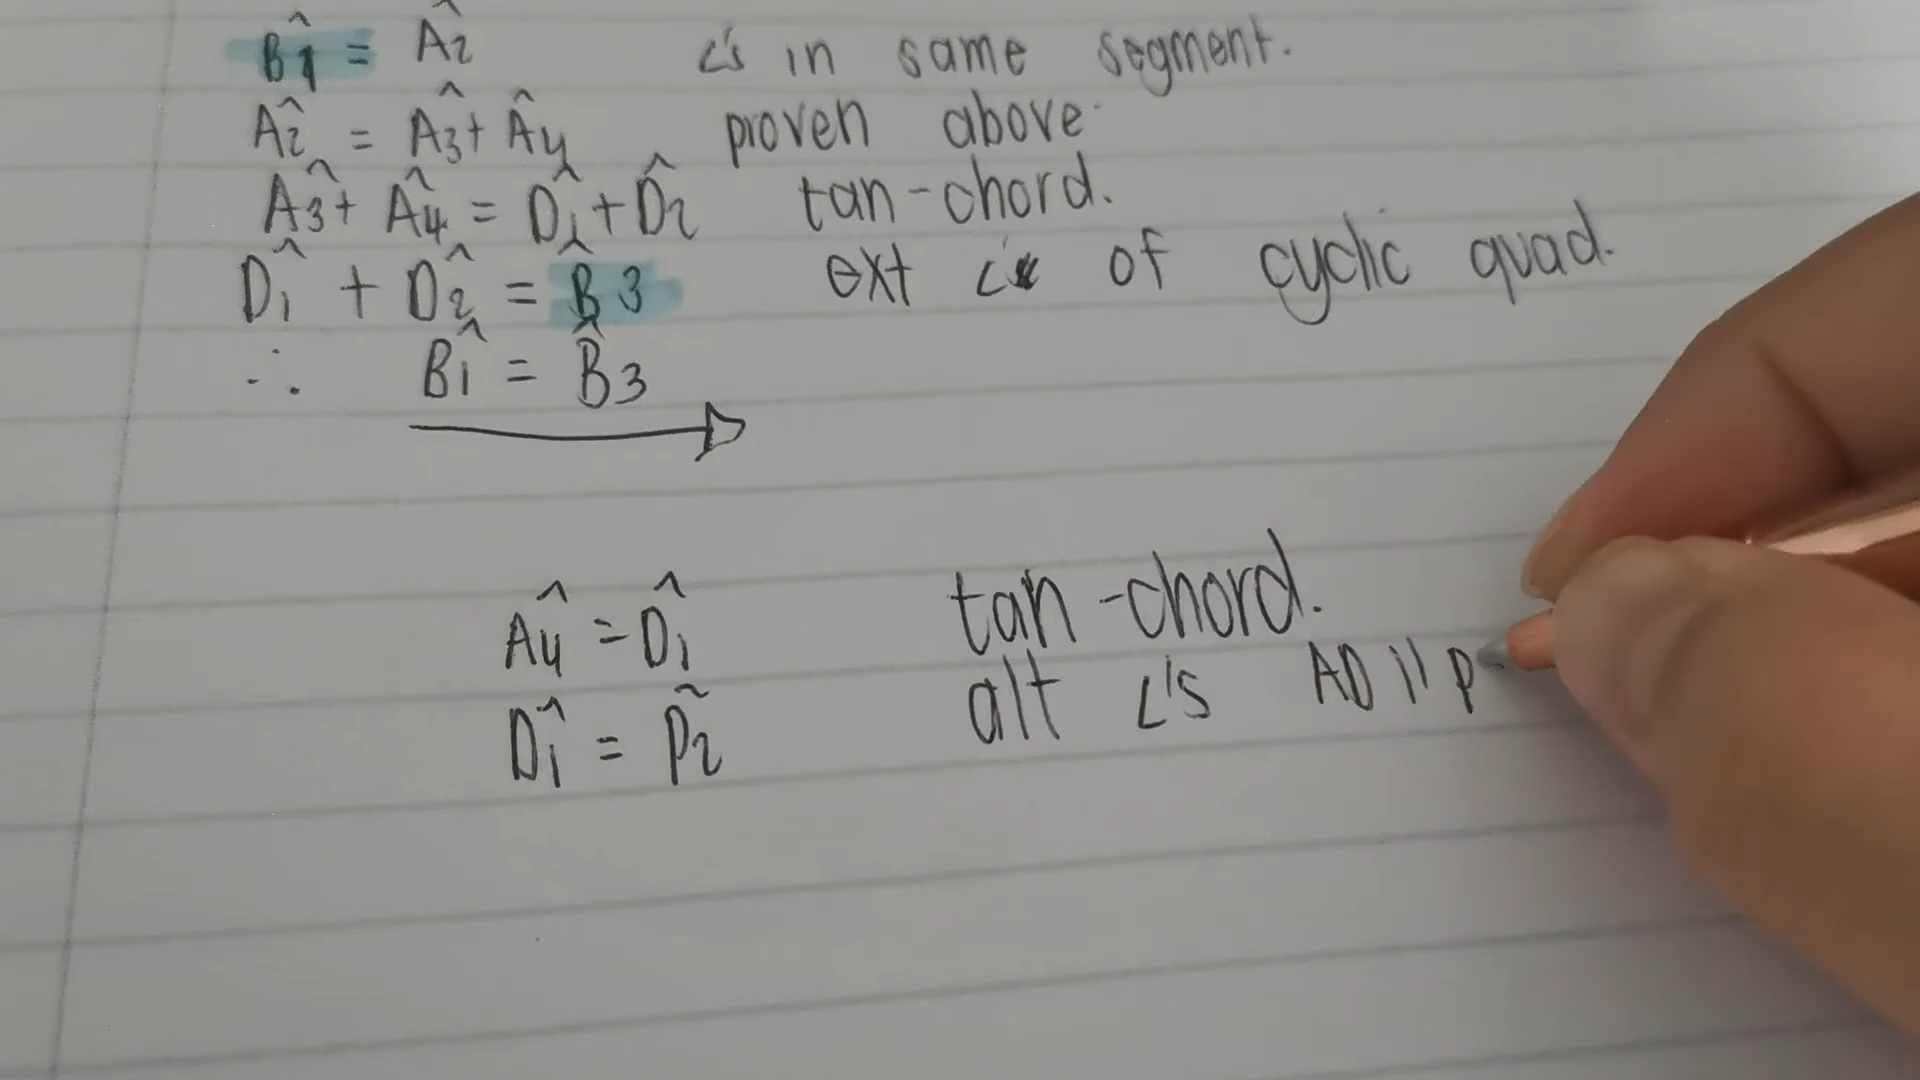 B̂1 = Â2 ∠'s in same segment.
Â2 = Â3 + Â4 proven above.
Â3 + Â4 = D̂1 + D̂2 tan-chord.
D̂1 + D̂2 = B̂3 ext ∠ of cyclic quad.
∴ B̂1 = B̂3
Â4 = D̂1 tan-chord.
D̂1 = P̂2 alt ∠'s AD || P